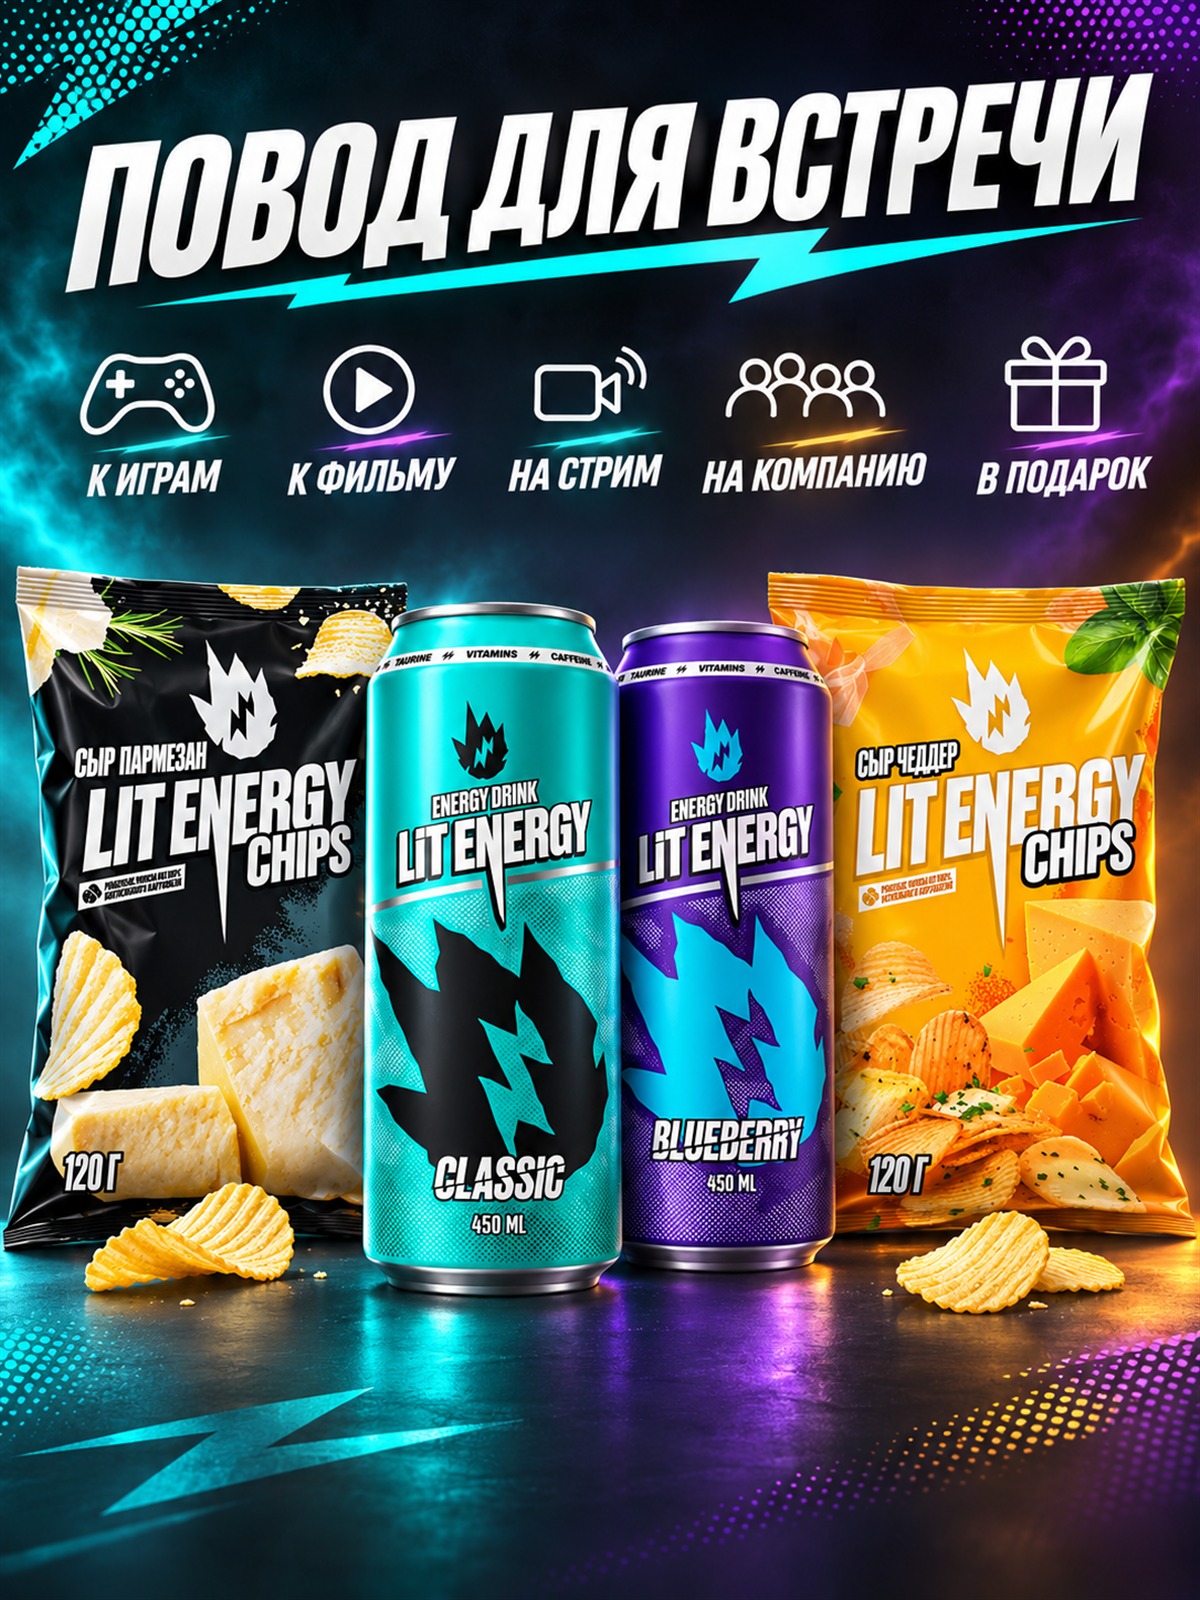 ПОВОД ДЛЯ ВСТРЕЧИ
К ИГРАМ
К ФИЛЬМУ
НА СТРИМ
НА КОМПАНИЮ
В ПОДАРОК
СЫР ПАРМЕЗАН
LIT ENERGY
CHIPS
120 Г
TAURINE VITAMINS CAFFEINE
ENERGY DRINK
LIT ENERGY
CLASSIC
450 ML
TAURINE VITAMINS CAFFEINE
ENERGY DRINK
LIT ENERGY
BLUEBERRY
450 ML
СЫР ЧЕДДЕР
LIT ENERGY
CHIPS
120 Г